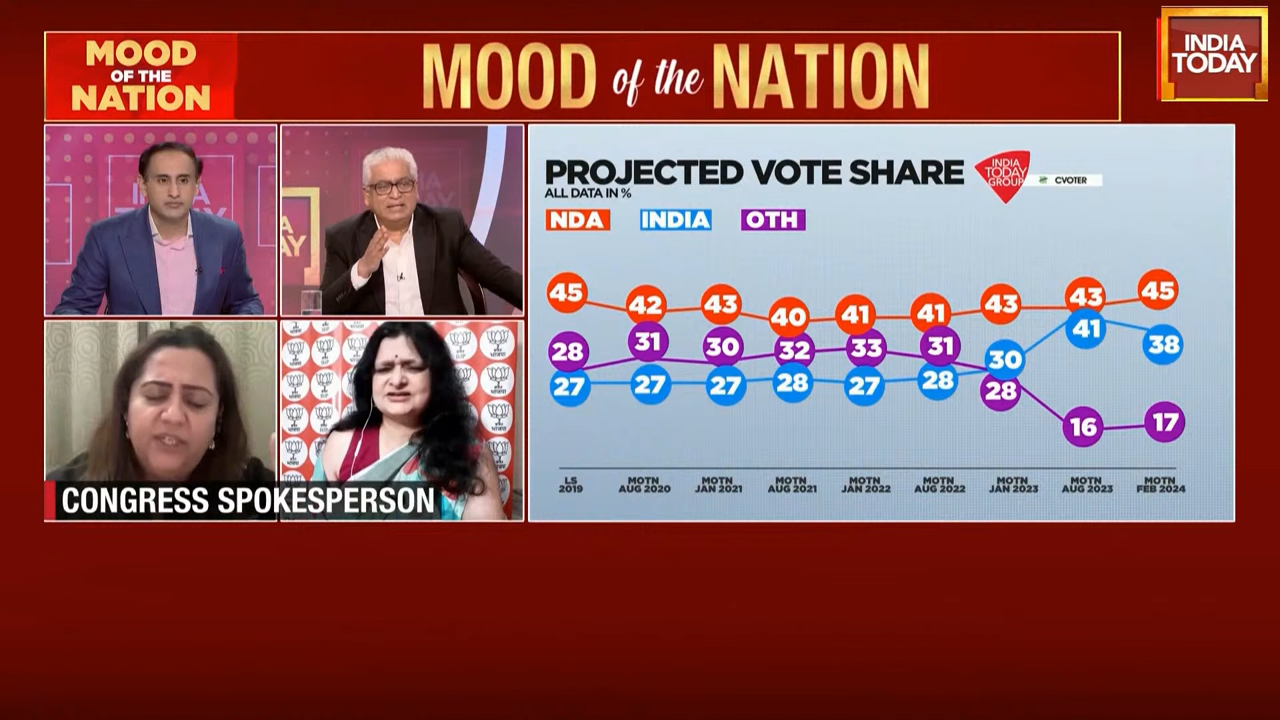 MOOD
OF THE
NATION
MOOD of the NATION
INDIA
TODAY
PROJECTED VOTE SHARE
ALL DATA IN %
INDIA
TODAY
GROUP
CVOTER
NDA INDIA OTH
45 42 43 40 41 41 43 43 45
28 31 30 32 33 31 30 41 38
27 27 27 28 27 28 28 16 17
LS
2019
MOTN
AUG 2020
MOTN
JAN 2021
MOTN
AUG 2021
MOTN
JAN 2022
MOTN
AUG 2022
MOTN
JAN 2023
MOTN
AUG 2023
MOTN
FEB 2024
CONGRESS SPOKESPERSON